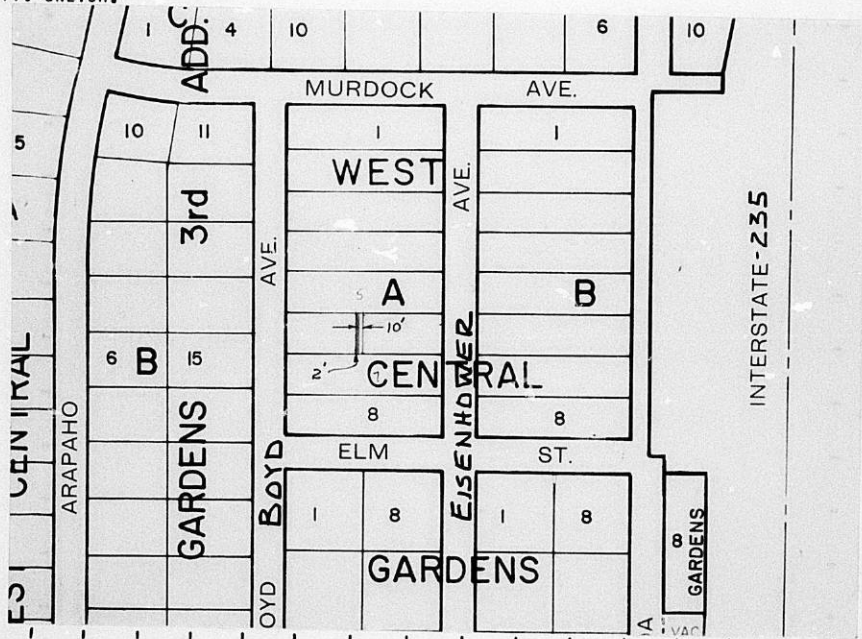 1
4
10
6
10
ADD.
MURDOCK AVE.
5
10
11
1
1
WEST
3rd
AVE.
AVE.
INTERSTATE-235
5
A
B
10'
6
B
15
2'
7
CENTRAL
CENTRAL
8
8
ARAPAHO
GARDENS
BOYD
EISENHOWER
ELM ST.
1
8
1
8
8
GARDENS
GARDENS
OYD
VAC